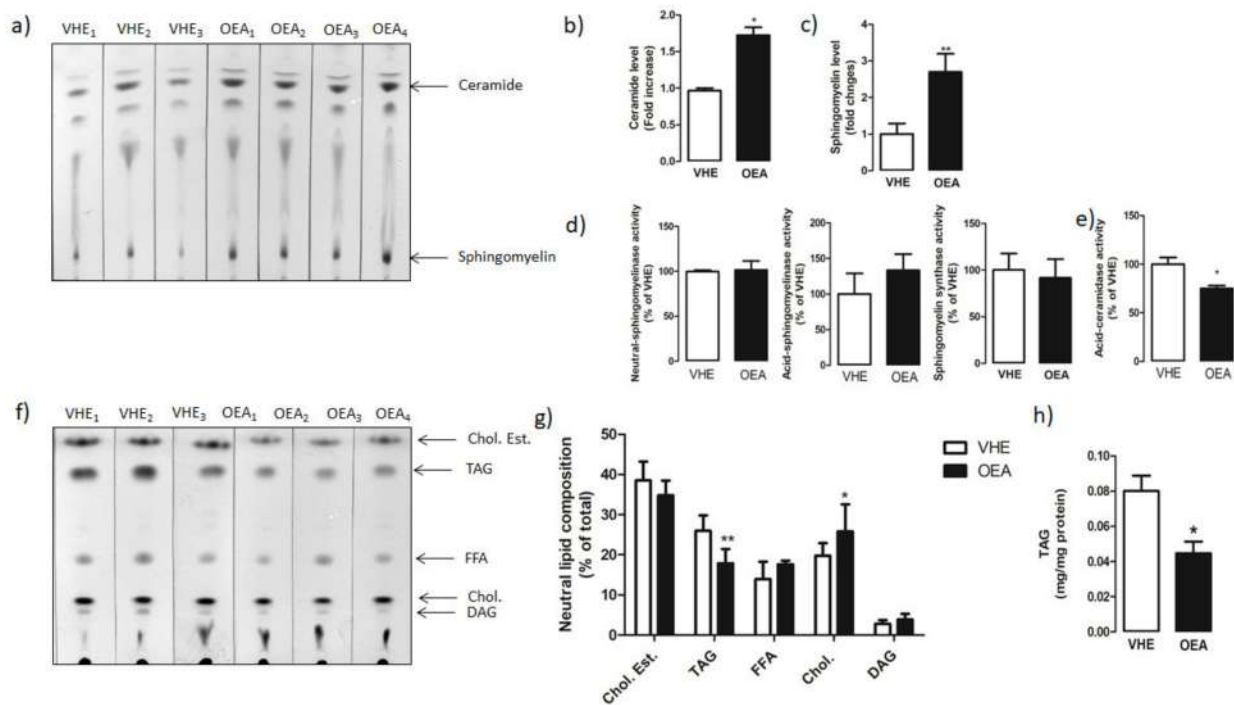 a)
VHE1 VHE2 VHE3 OEA1 OEA2 OEA3 OEA4
Ceramide
Sphingomyelin
b)
Ceramide level
(Fold increase)
2.0
1.5
1.0
0.5
0.0
*
VHE OEA
c)
Sphingomyelin level
(fold chnges)
4
3
2
1
0
**
VHE OEA
d)
Neutral-sphingomyelinase activity
(% of VHE)
150
100
50
0
VHE OEA
Acid-sphingomyelinase activity
(% of VHE)
200
150
100
50
0
VHE OEA
Sphingomyelin synthase activity
(% of VHE)
150
100
50
0
VHE OEA
e)
Acid-ceramidase activity
(% of VHE)
150
100
50
0
*
VHE OEA
f)
VHE1 VHE2 VHE3 OEA1 OEA2 OEA3 OEA4
Chol. Est.
TAG
FFA
Chol.
DAG
g)
Neutral lipid composition
(% of total)
50
40
30
20
10
0
**
*
Chol. Est. TAG FFA Chol. DAG
VHE
OEA
h)
TAG
(mg/mg protein)
0.10
0.08
0.06
0.04
0.02
0.00
*
VHE OEA